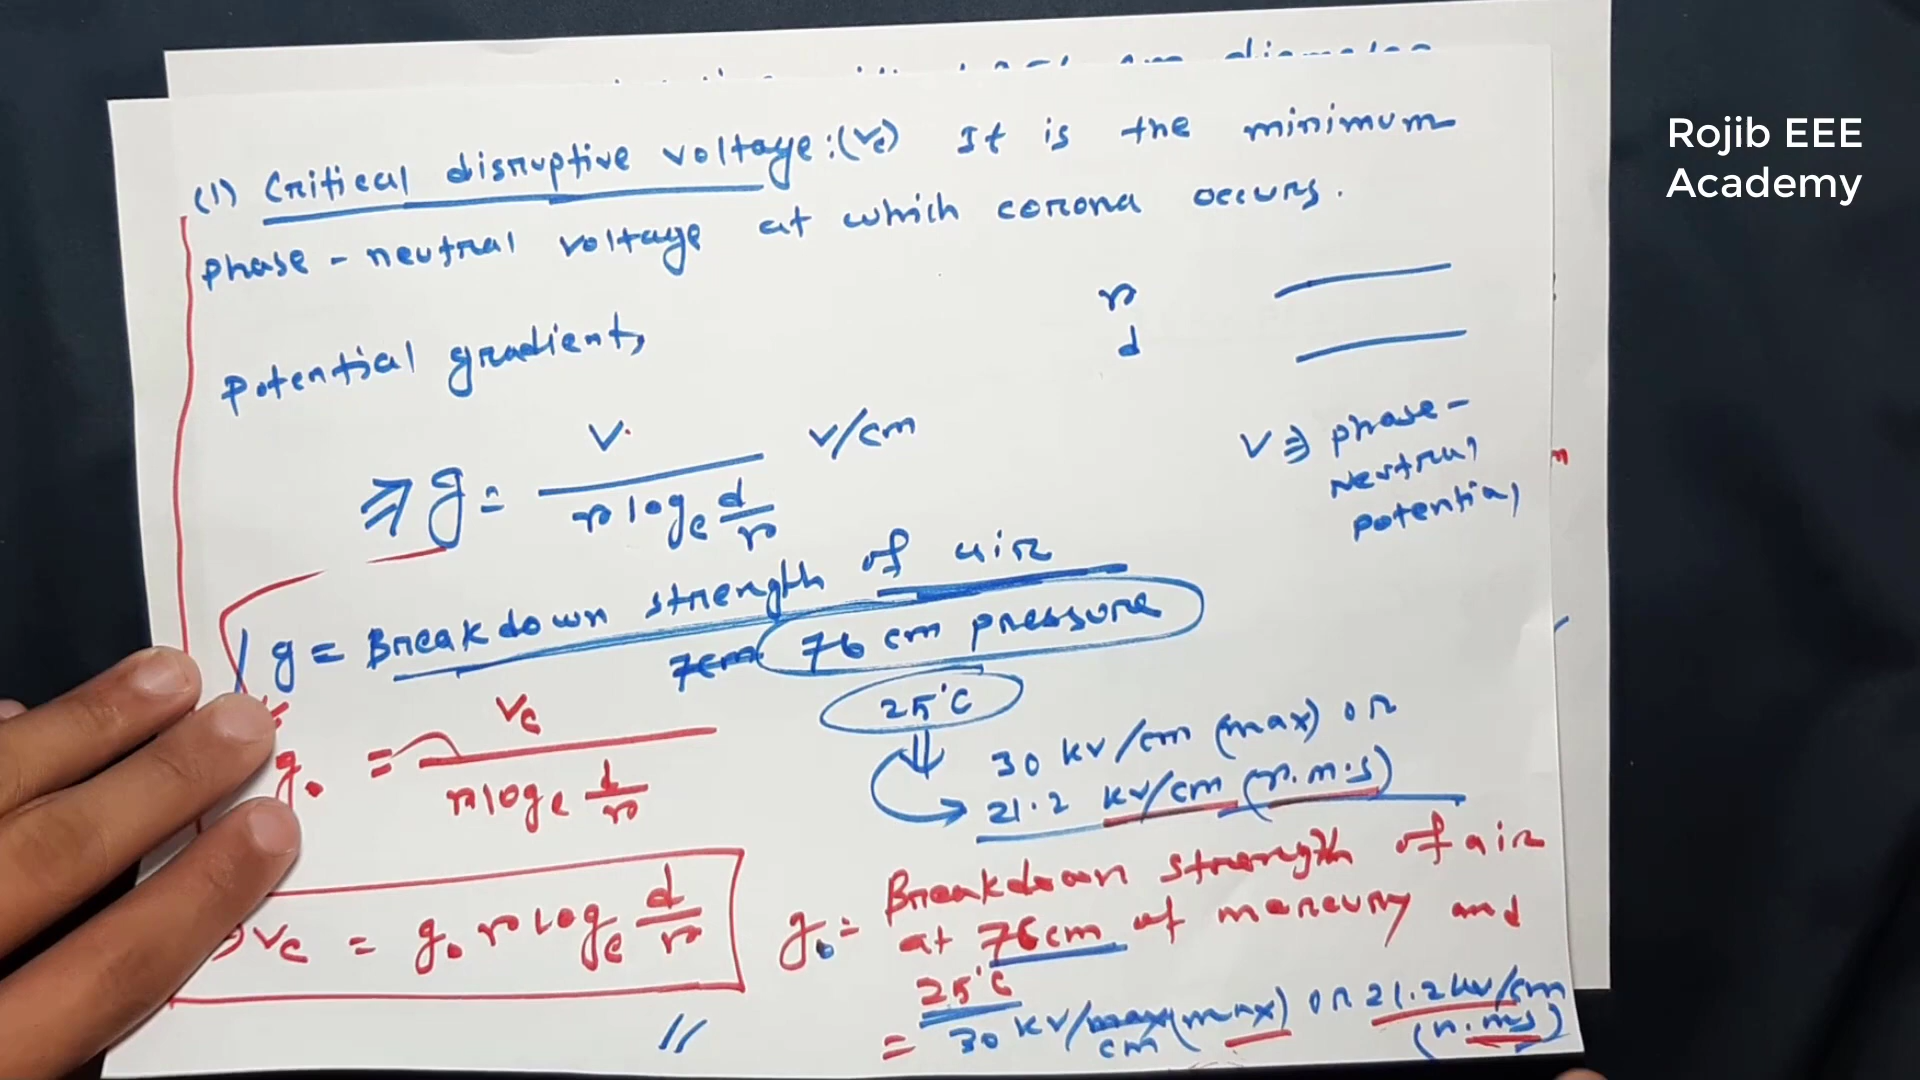 Rojib EEE
Academy
(1) Critical disruptive voltage:(Vc) It is the minimum
phase - neutral voltage at which corona occurs.
r
d
Potential gradient,
g = V / r loge d/r V/cm
V ⇒ phase-
Neutral
potential
g = Breakdown strength of air
76 cm pressure
25°C
30 kV/cm (max) or
21.2 kV/cm (r.m.s)
g₀ = Vc / r loge d/r
Vc = g₀ r loge d/r
g₀ = Breakdown strength of air
at 76cm of mercury and
25°C
= 30 kV/cm (max) or 21.2 kV/cm
(r.ms)